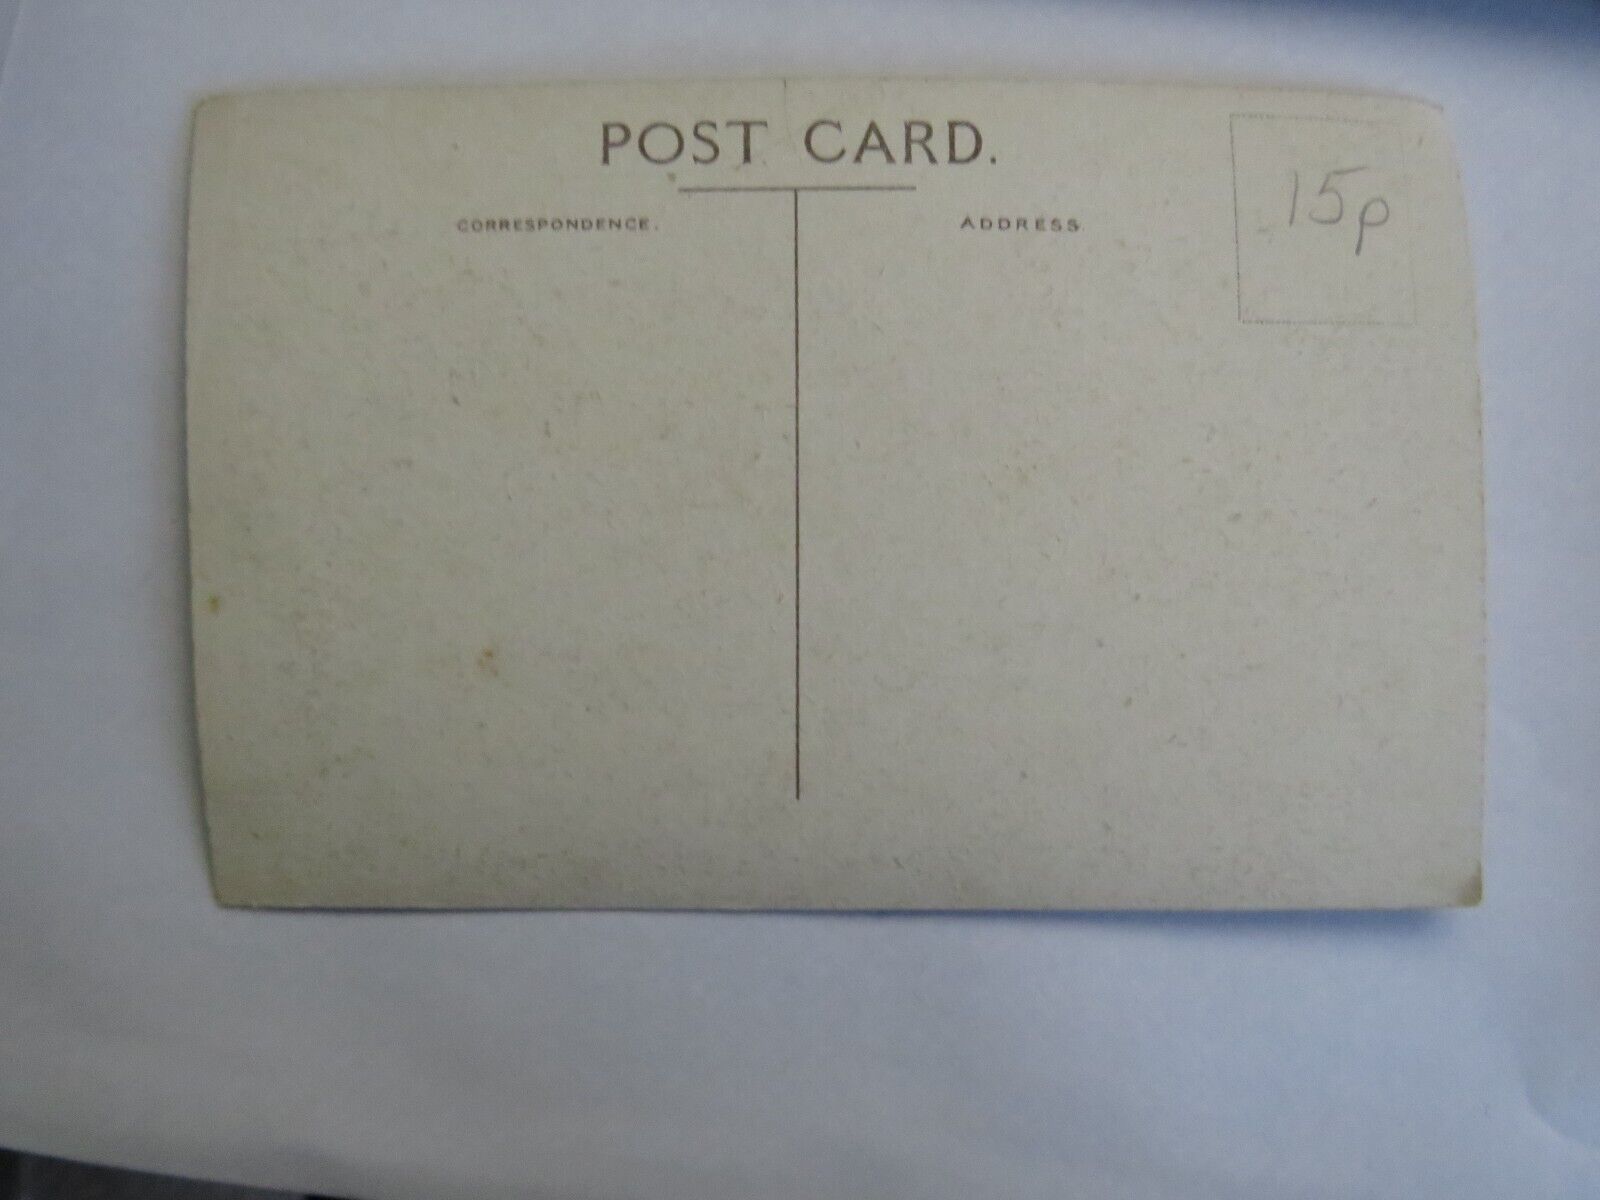 POST CARD.
CORRESPONDENCE.
ADDRESS.
15p